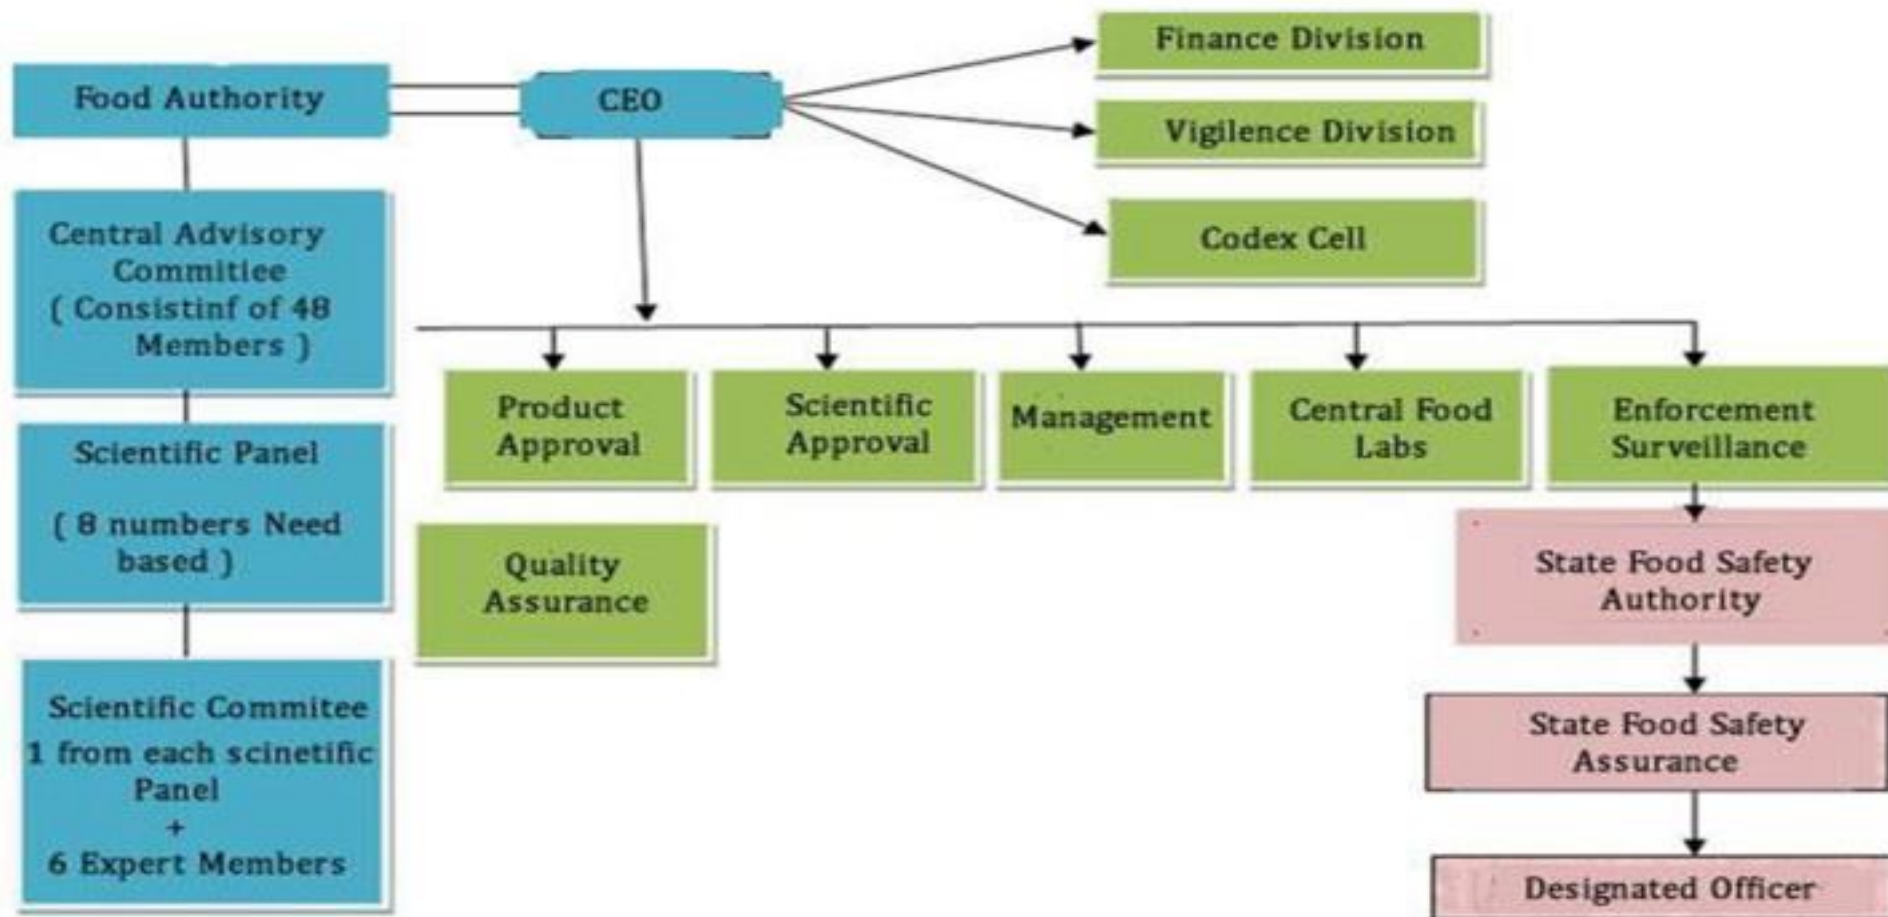 Food Authority
CEO
Finance Division
Vigilence Division
Codex Cell
Central Advisory
Commitiee
( Consistinf of 48
Members )
Scientific Panel
( 8 numbers Need
based )
Scientific Commitee
1 from each scinetific
Panel
+
6 Expert Members
Product
Approval
Scientific
Approval
Management
Central Food
Labs
Enforcement
Surveillance
Quality
Assurance
State Food Safety
Authority
State Food Safety
Assurance
Designated Officer